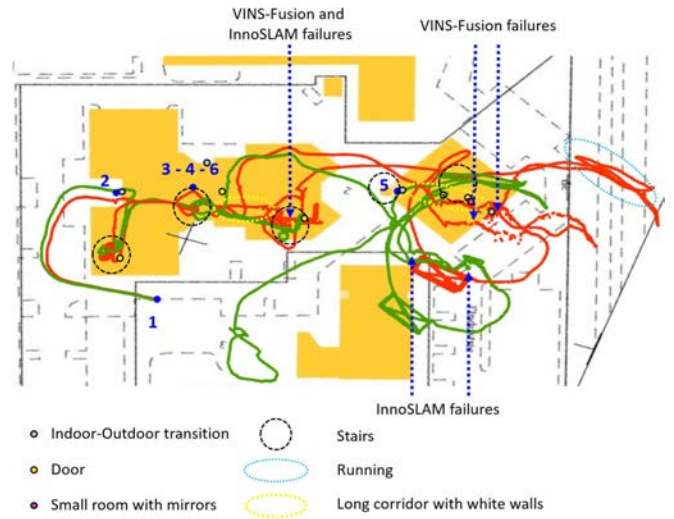 VINS-Fusion and
InnoSLAM failures
VINS-Fusion failures
2
3 - 4 - 6
5
5
1
InnoSLAM failures
Indoor-Outdoor transition
Stairs
Door
Running
Small room with mirrors
Long corridor with white walls